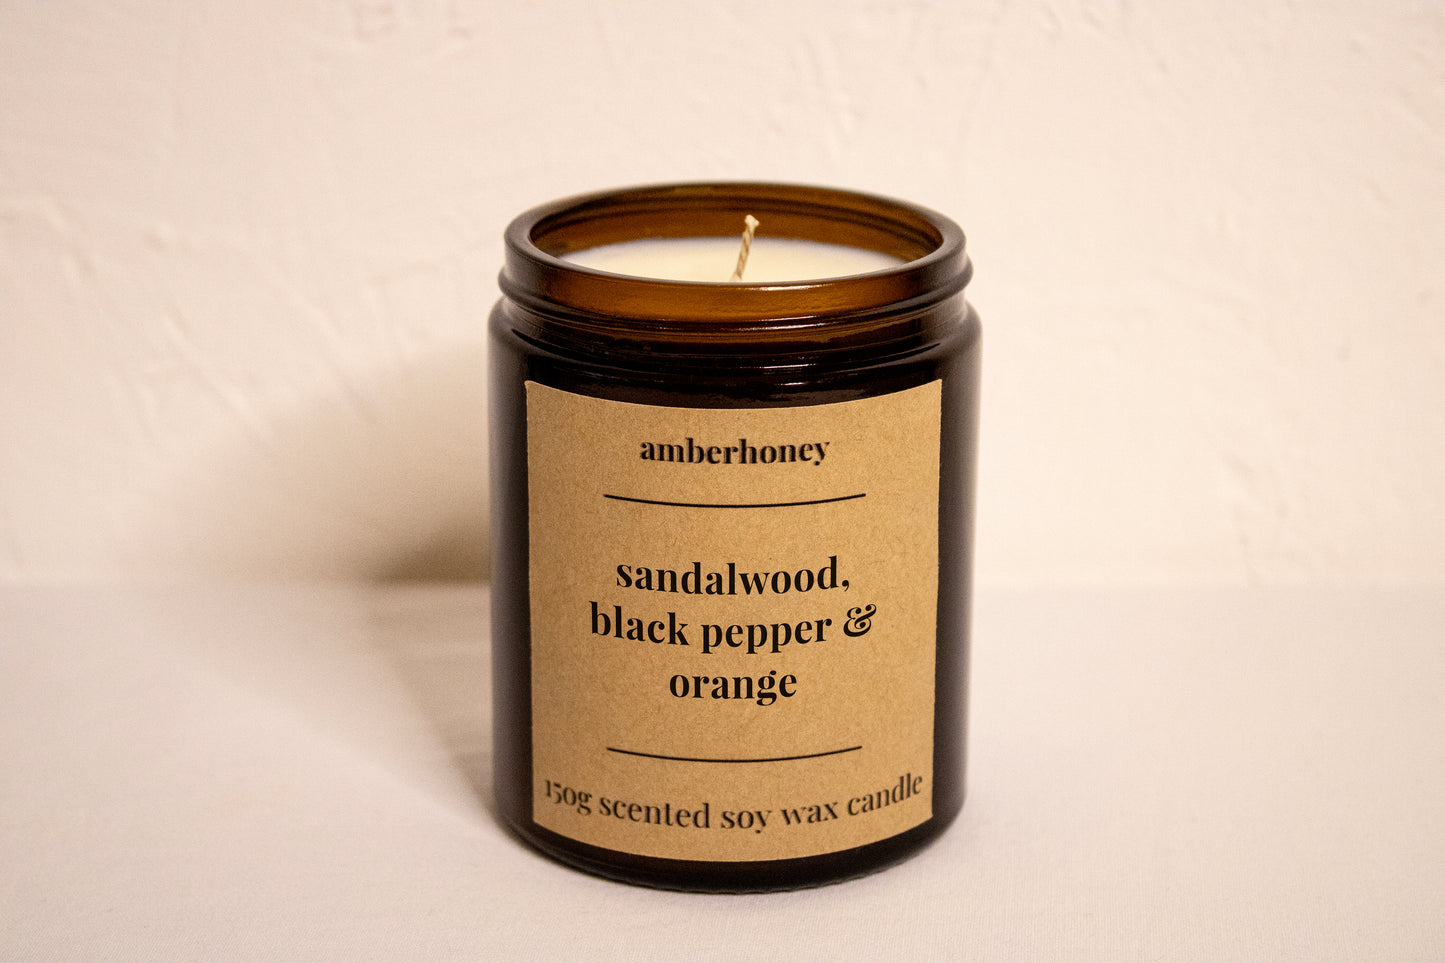 amberhoney
sandalwood,
black pepper &
orange
150g scented soy wax candle